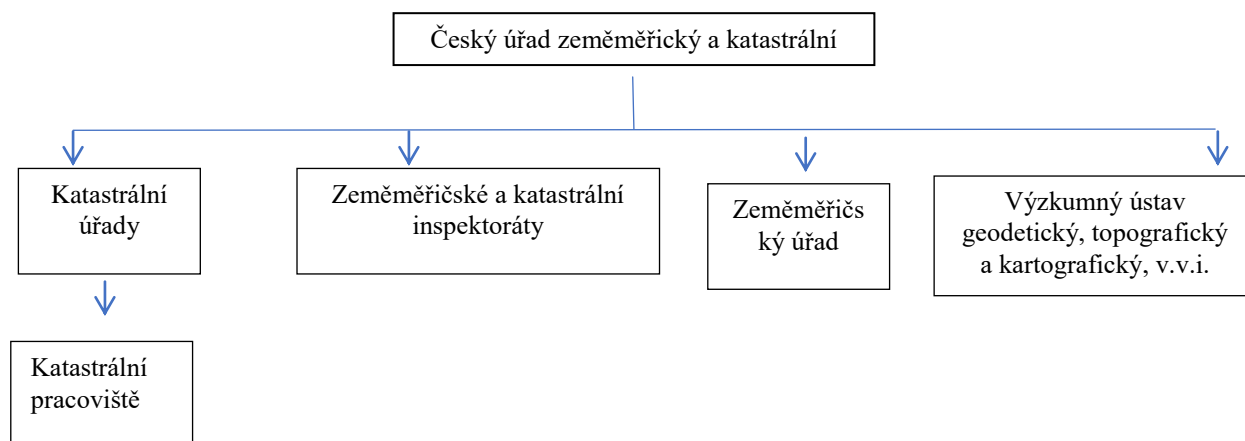 Český úřad zeměměřický a katastrální
Katastrální
úřady
Zeměměřičské a katastrální
inspektoráty
Zeměměřičs
ký úřad
Výzkumný ústav
geodetický, topografický
a kartografický, v.v.i.
Katastrální
pracoviště